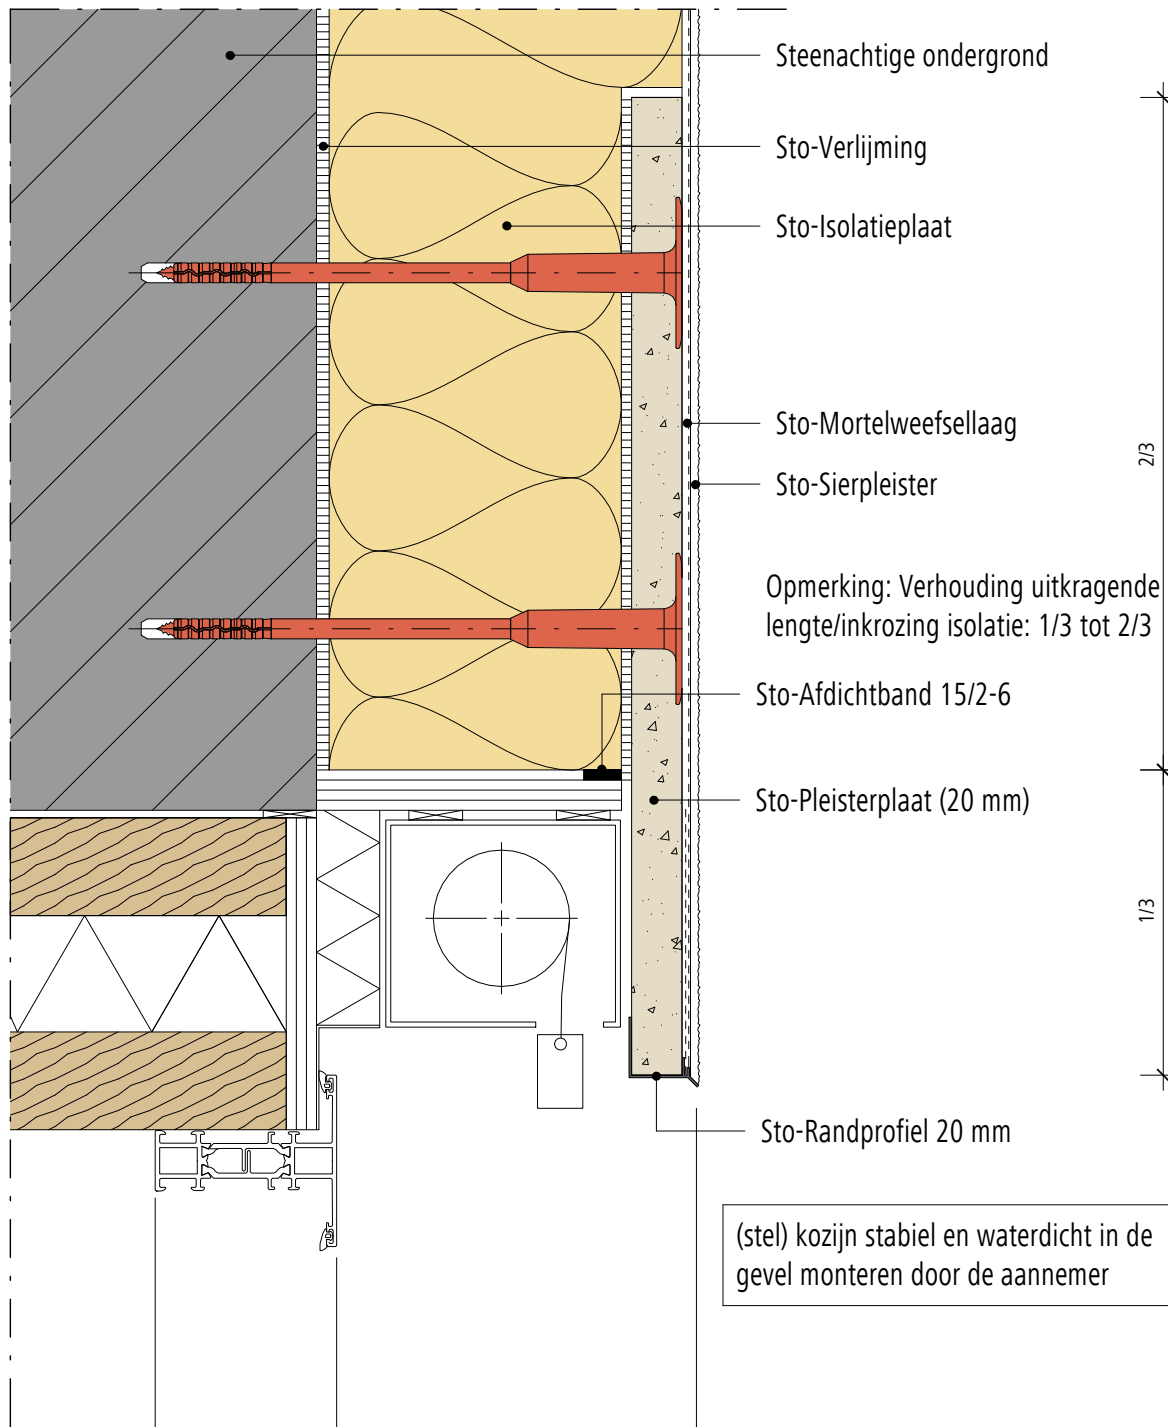 Steenachtige ondergrond
Sto-Verlijming
Sto-Isolatieplaat
Sto-Mortelweefsellaag
2/3
Sto-Sierpleister
Opmerking: Verhouding uitkragende
lengte/inkrozing isolatie: 1/3 tot 2/3
Sto-Afdichtband 15/2-6
Sto-Pleisterplaat (20 mm)
1/3
Sto-Randprofiel 20 mm
(stel) kozijn stabiel en waterdicht in de
gevel monteren door de aannemer